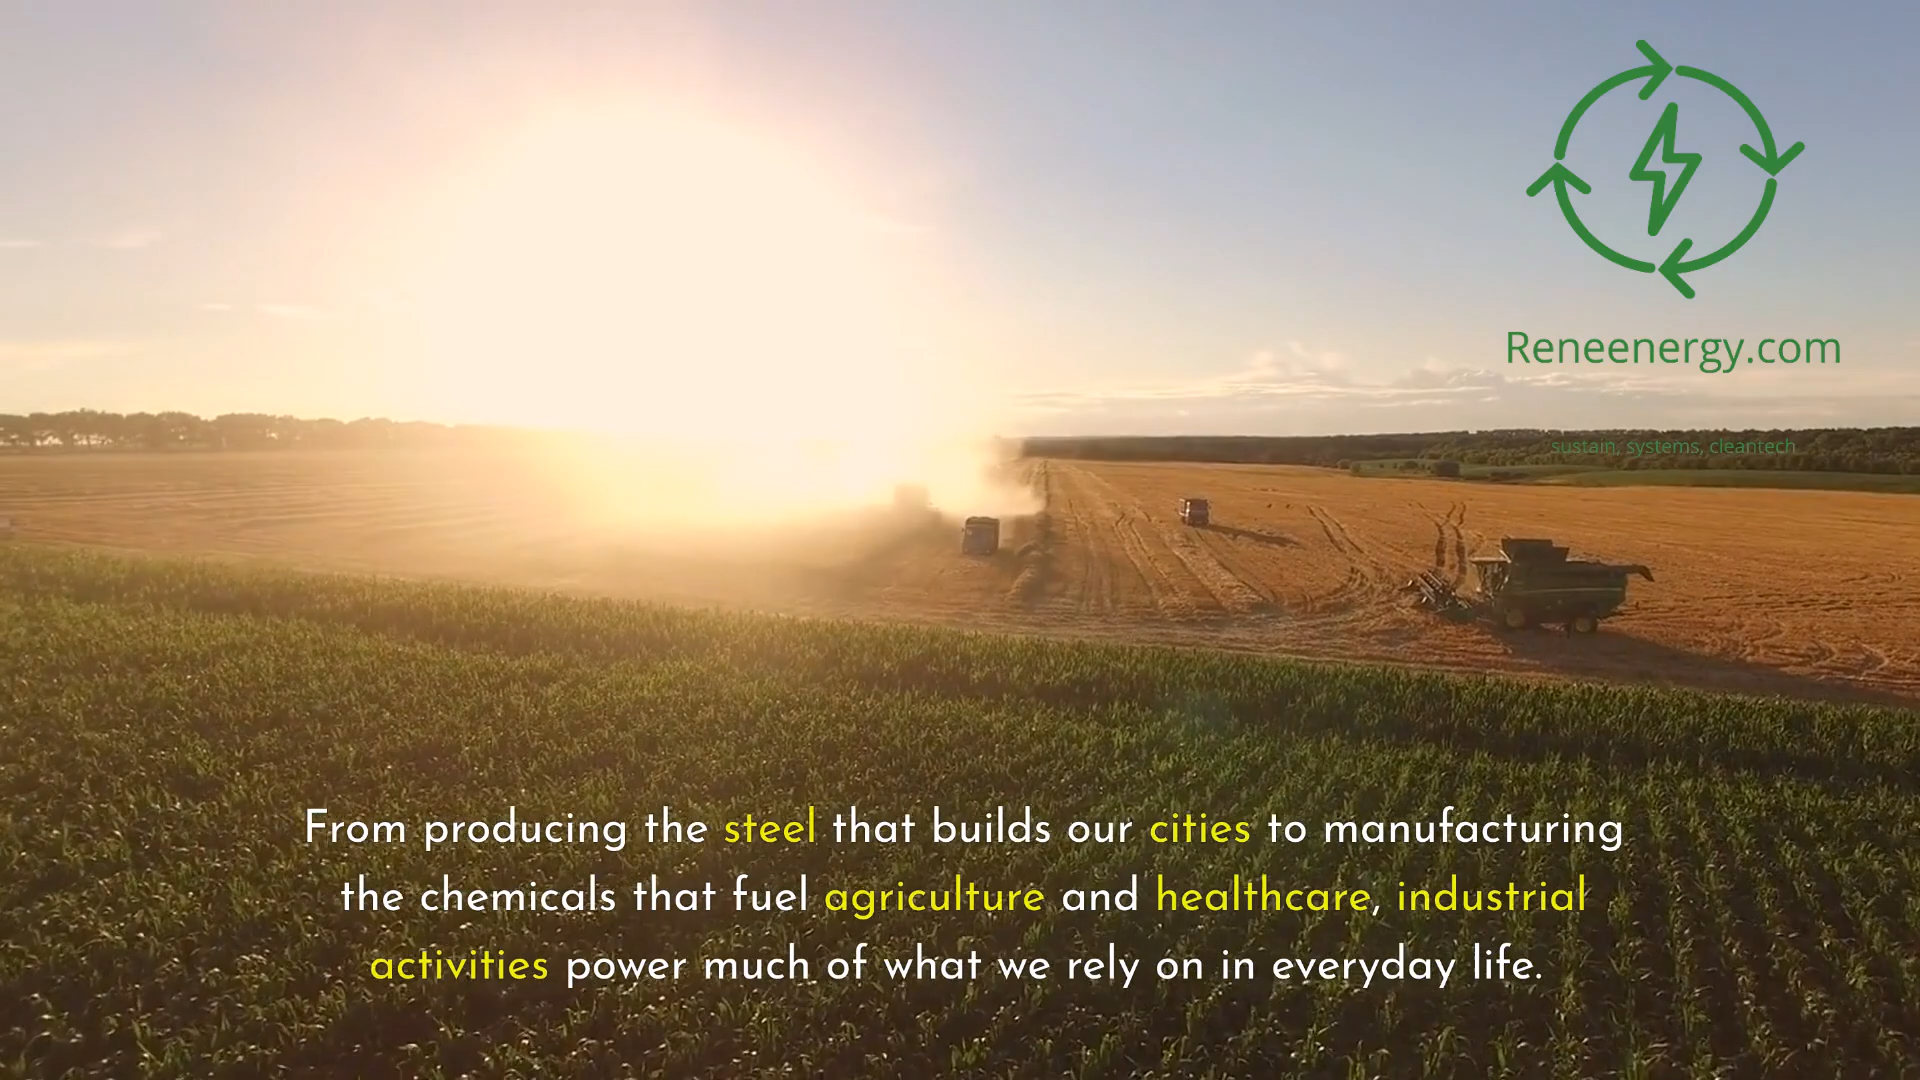 Reneenergy.com
sustain, systems, cleantech
From producing the steel that builds our cities to manufacturing
the chemicals that fuel agriculture and healthcare, industrial
activities power much of what we rely on in everyday life.